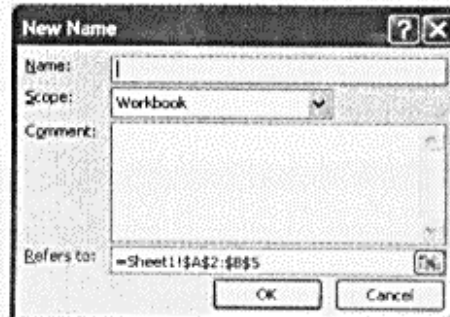 New Name
Name:
Scope:
Workbook
Comment:
Refers to:
=Sheet1!$A$2:$B$5
OK
Cancel